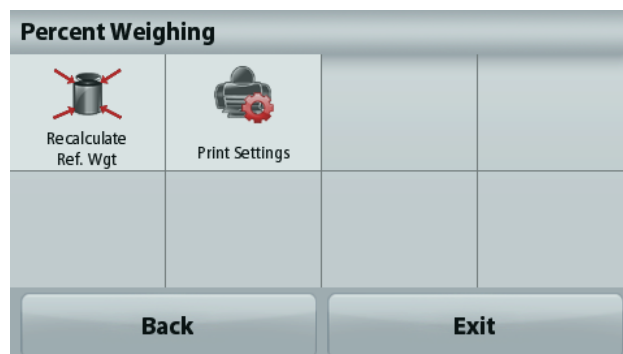 Percent Weighing
Recalculate
Ref. Wgt
Print Settings
Back
Exit